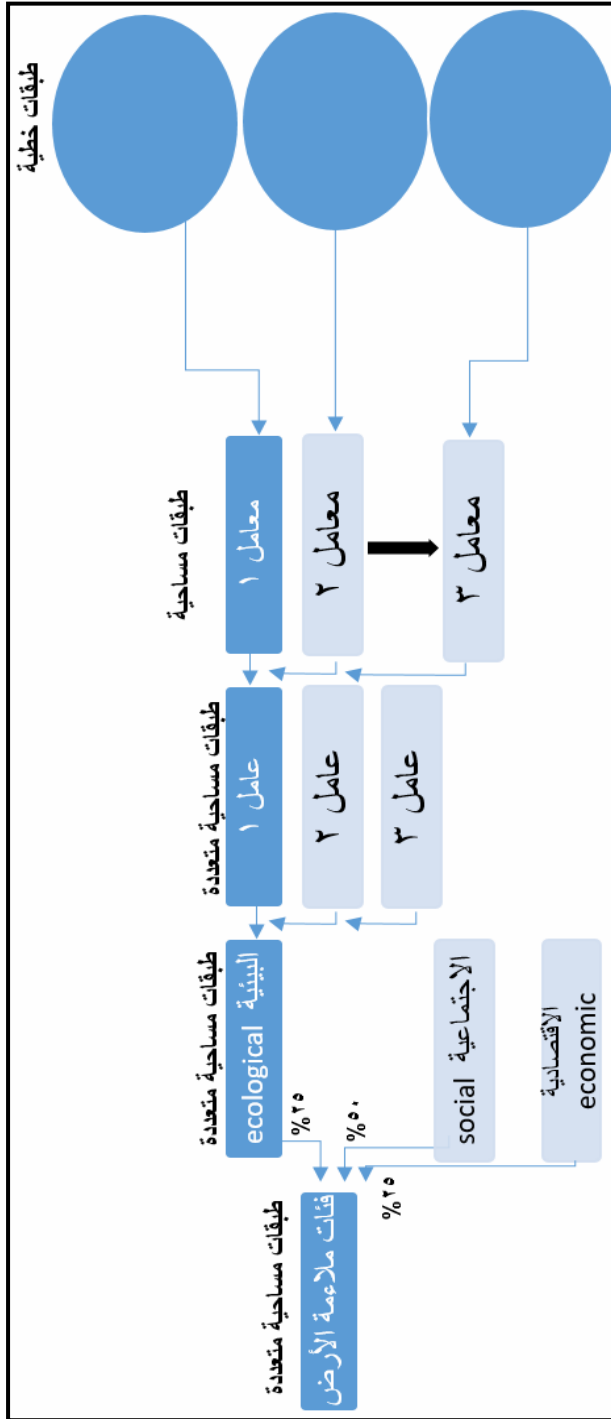 طبقات خطية
طبقات مساحية
معامل ١
معامل ٢
معامل ٣
طبقات مساحية متعددة
عامل ١
عامل ٢
عامل ٣
طبقات مساحية متعددة
البيئية ecological
الاجتماعية social
الاقتصادية
economic
%٢٥
%٥٠
%٢٥
طبقات مساحية متعددة
فئات ملاءمة الأرض